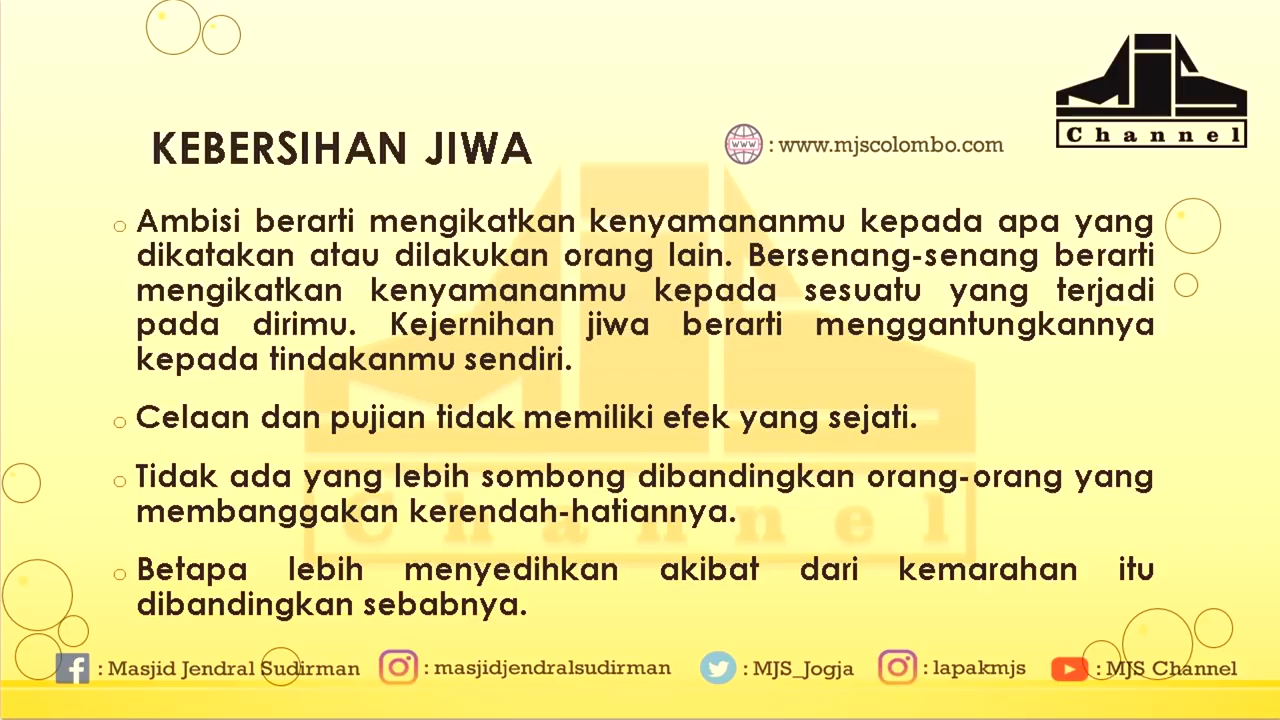 MJS
Channel
KEBERSIHAN JIWA
: www.mjscolombo.com
Ambisi berarti mengikatkan kenyamananmu kepada apa yang
dikatakan atau dilakukan orang lain. Bersenang-senang berarti
mengikatkan kenyamananmu kepada sesuatu yang terjadi
pada dirimu. Kejernihan jiwa berarti menggantungkannya
kepada tindakanmu sendiri.
Celaan dan pujian tidak memiliki efek yang sejati.
Tidak ada yang lebih sombong dibandingkan orang-orang yang
membanggakan kerendah-hatiannya.
Betapa lebih menyedihkan akibat dari kemarahan itu
dibandingkan sebabnya.
: Masjid Jendral Sudirman : masjidjendralsudirman : MJS_Jogja : lapakmjs : MJS Channel